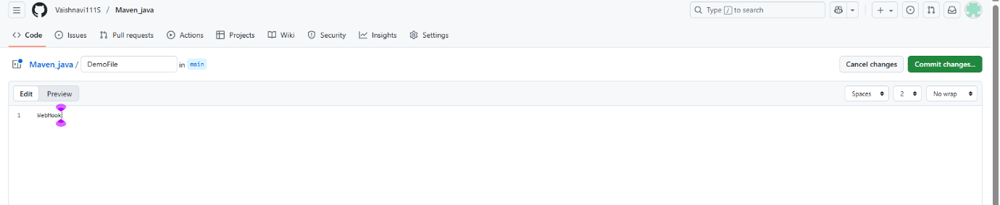 Vaishnavi111S / Maven_java
Type / to search
Code Issues Pull requests Actions Projects Wiki Security Insights Settings
Maven_java / DemoFile in main
Cancel changes Commit changes...
Edit Preview
Spaces 2 No wrap
1 WebHook